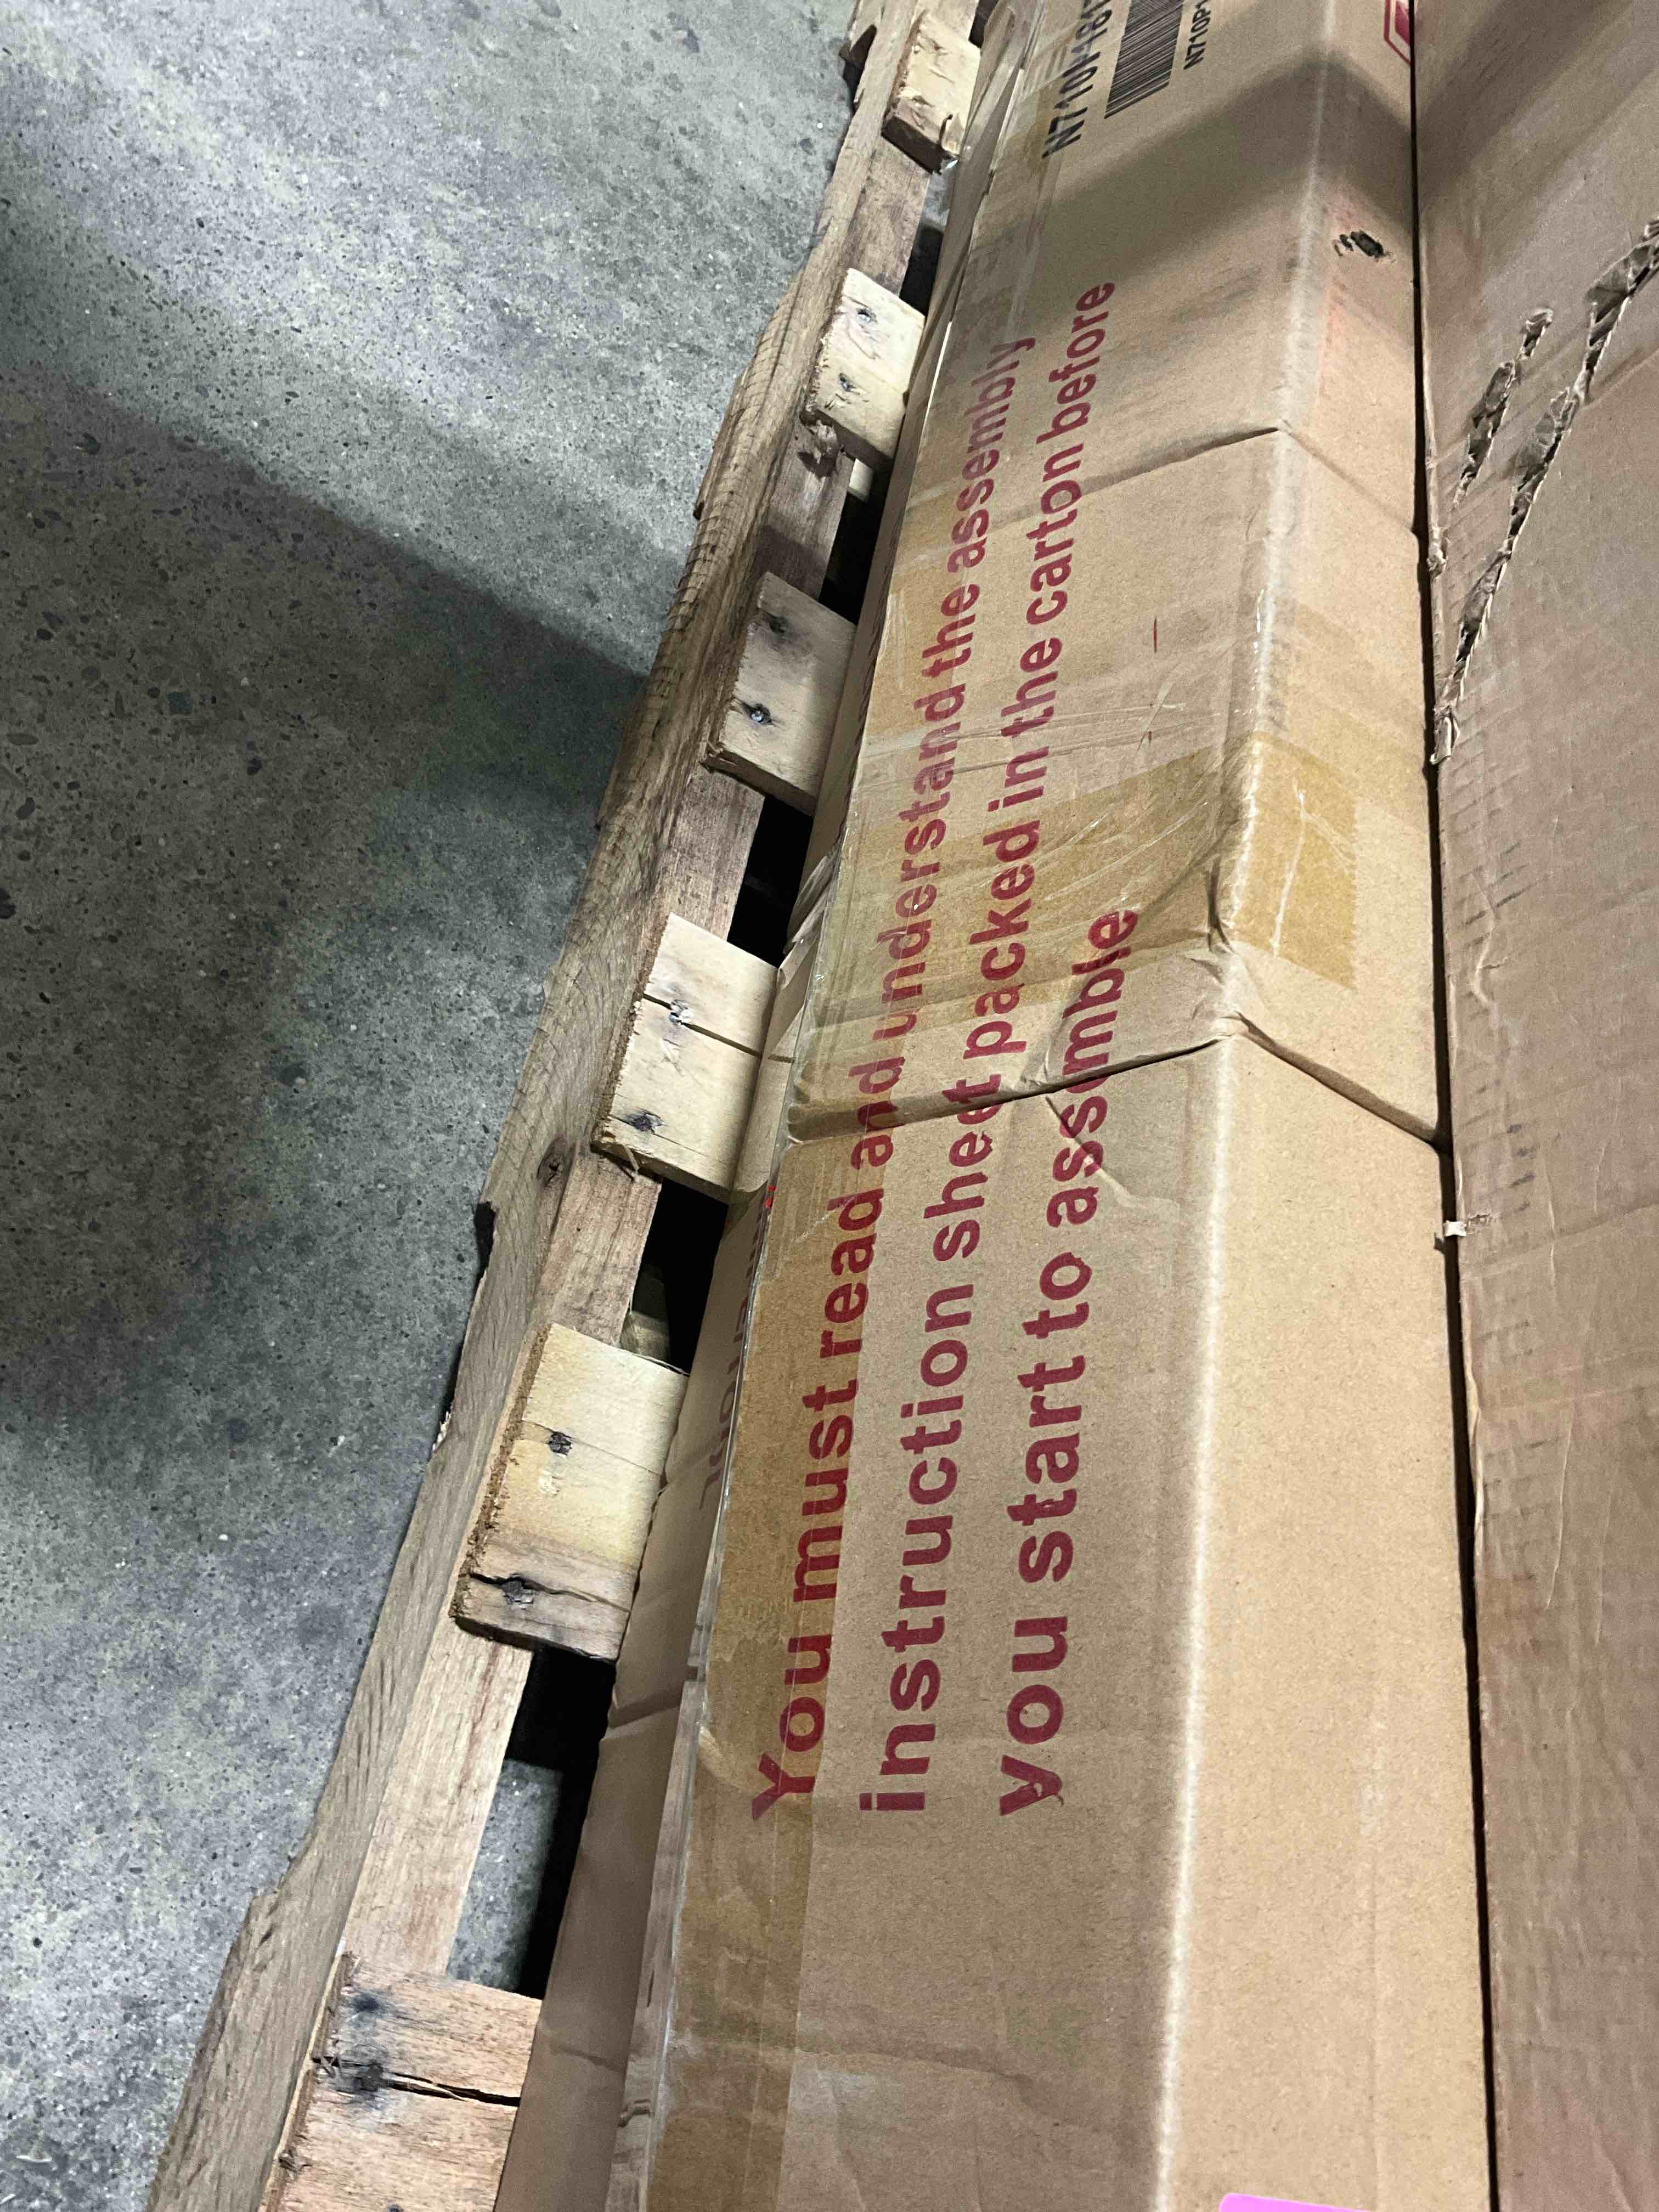 You must read and understand the assembly
instruction sheet packed in the carton before
you start to assemble